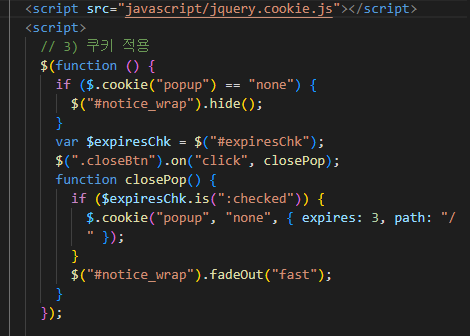 <script src="javascript/jquery.cookie.js"></script>
<script>
// 3) 쿠키 적용
$(function () {
if ($.cookie("popup") == "none") {
$("#notice_wrap").hide();
}
var $expiresChk = $("#expiresChk");
$(".closeBtn").on("click", closePop);
function closePop() {
if ($expiresChk.is(":checked")) {
$.cookie("popup", "none", { expires: 3, path: "/
" });
}
$("#notice_wrap").fadeOut("fast");
}
});